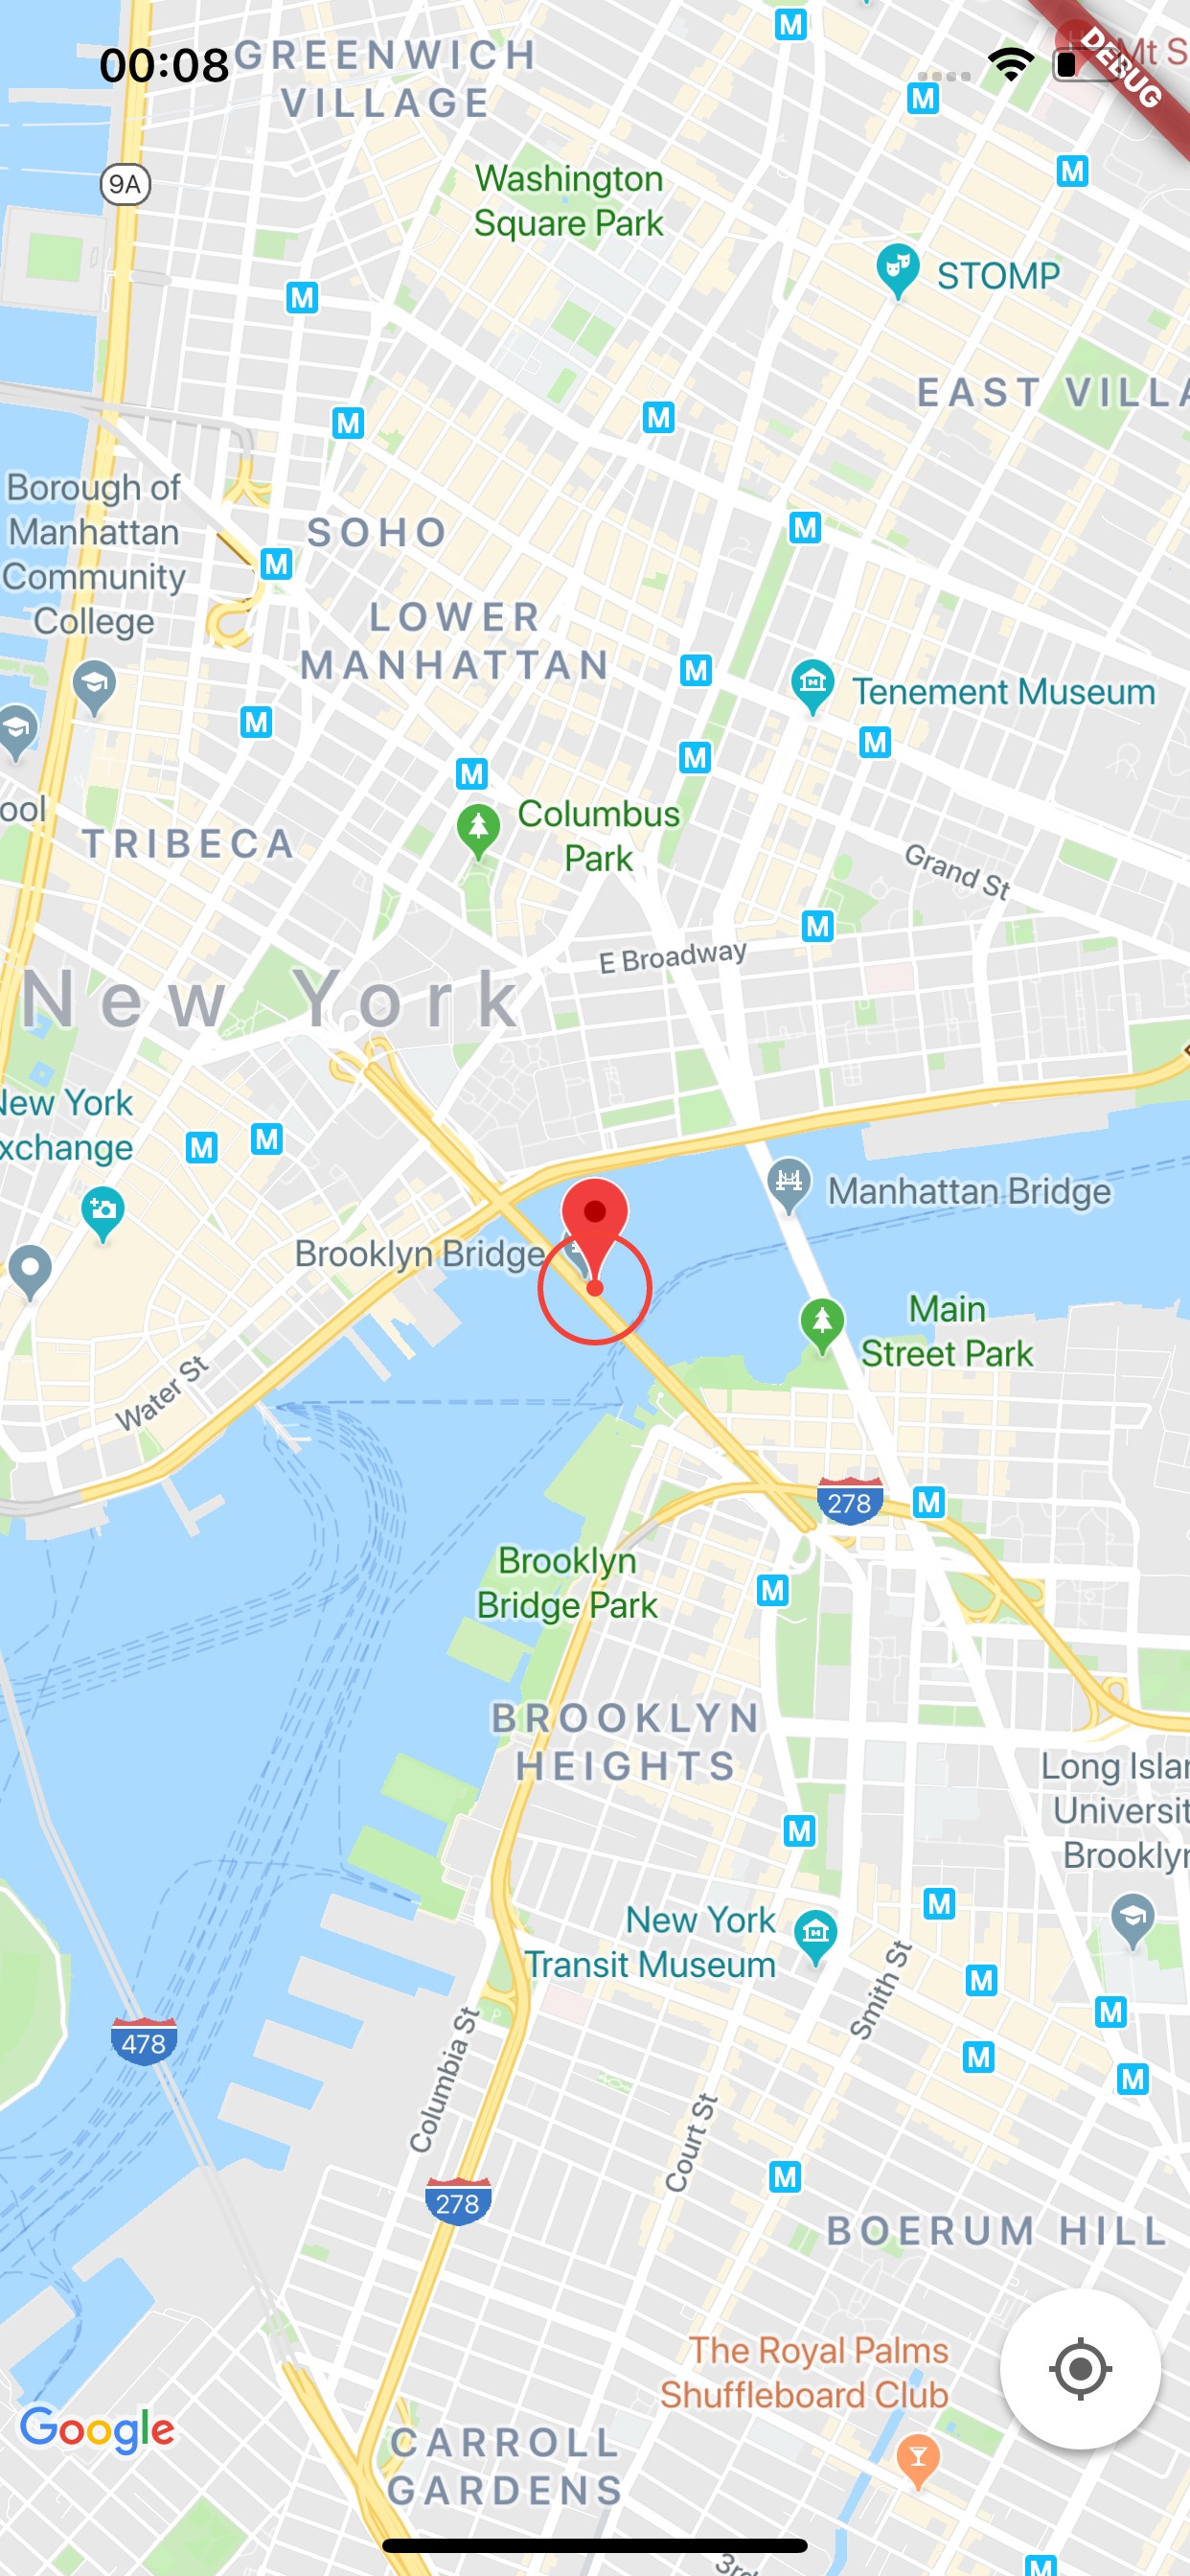 00:08
DEBUG
Mt S
GREENWICH
VILLAGE
M
M
9A
Washington
Square Park
M
STOMP
M
EAST VILLA
M
M
Borough of
Manhattan
Community
College
SOHO
M
M
LOWER
MANHATTAN
M
Tenement Museum
M
M
M
M
ool
TRIBECA
Columbus
Park
Grand St
M
E Broadway
New York
New York
xchange
M
M
Manhattan Bridge
Brooklyn Bridge
Main
Street Park
Water St
278
M
Brooklyn
Bridge Park
M
BROOKLYN
HEIGHTS
Long Islan
Universit
Brooklyn
M
New York
Transit Museum
M
Smith St
M
M
478
M
M
Columbia St
Court St
M
278
BOERUM HILL
The Royal Palms
Shuffleboard Club
Google
CARROLL
GARDENS
3rd
M